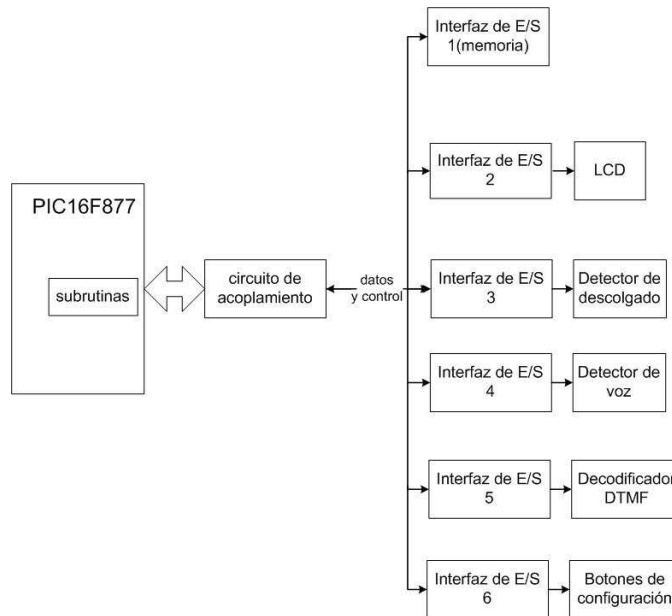 PIC16F877
subrutinas
circuito de
acoplamiento
datos
y control
Interfaz de E/S
1(memoria)
Interfaz de E/S
2
LCD
Interfaz de E/S
3
Detector de
descolgado
Interfaz de E/S
4
Detector de
voz
Interfaz de E/S
5
Decodificador
DTMF
Interfaz de E/S
6
Botones de
configuración